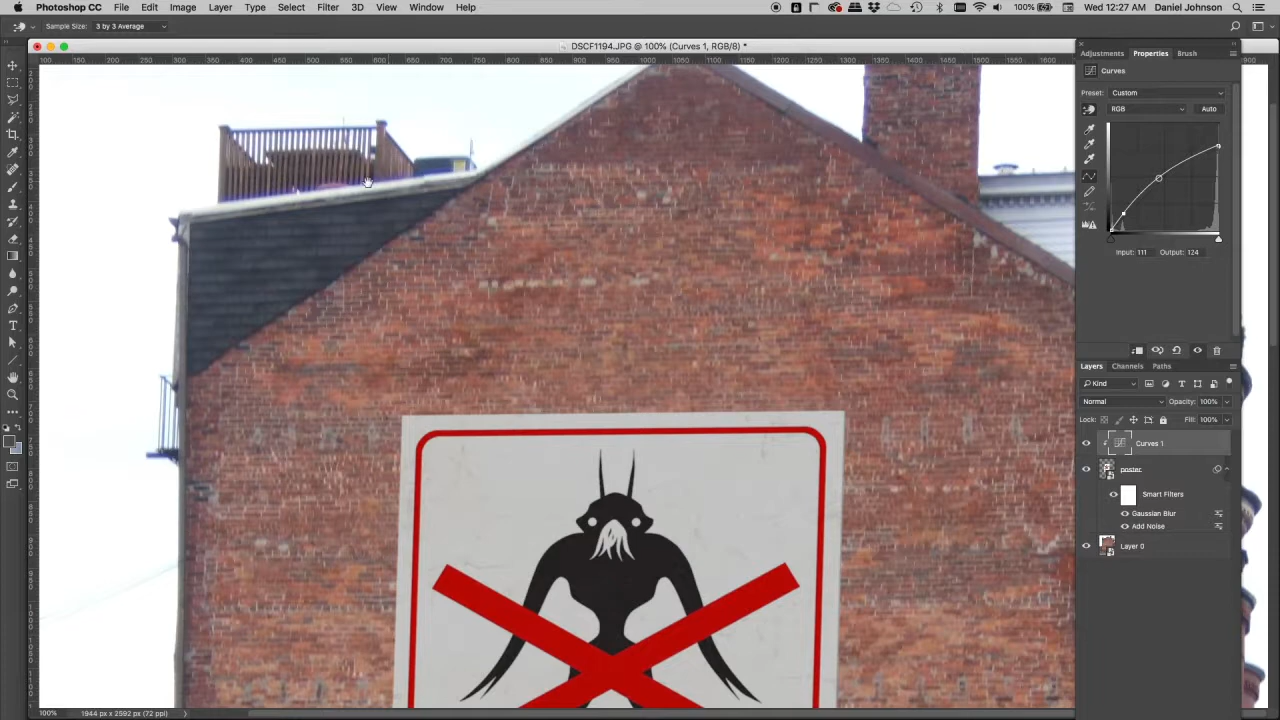 Photoshop CC File Edit Image Layer Type Select Filter 3D View Window Help 100% Wed 12:27 AM Daniel Johnson
Sample Size: 3 by 3 Average
DSCF1194.JPG @ 100% (Curves 1, RGB/8) *
Adjustments Properties Brush
Curves
Preset: Custom
RGB Auto
Input: 111 Output: 124
Layers Channels Paths
Kind
Normal Opacity: 100%
Lock: Fill: 100%
Curves 1
poster
Smart Filters
Gaussian Blur
Add Noise
Layer 0
100% 1944 px x 2592 px (72 ppi)